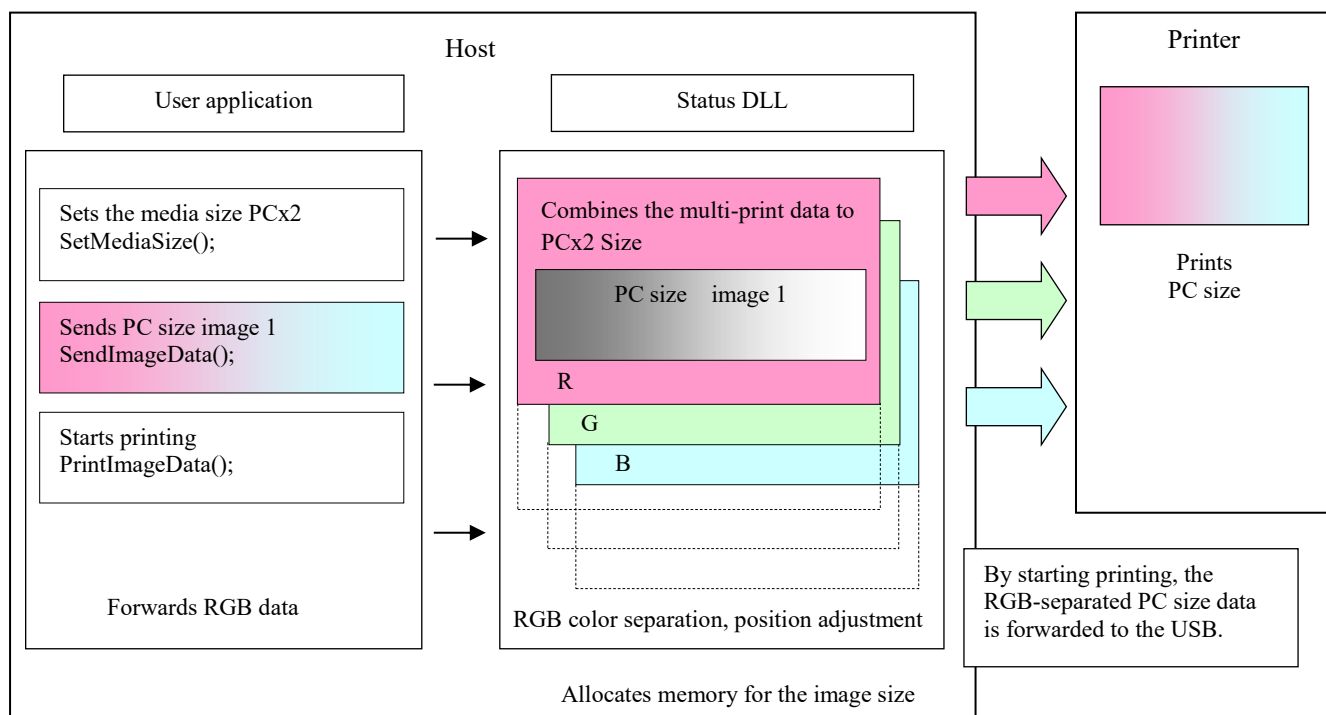 Host
User application
Sets the media size PCx2
SetMediaSize();
Sends PC size image 1
SendImageData();
Starts printing
PrintImageData();
Forwards RGB data
Status DLL
Combines the multi-print data to
PCx2 Size
PC size image 1
R
G
B
RGB color separation, position adjustment
Allocates memory for the image size
Printer
Prints
PC size
By starting printing, the
RGB-separated PC size data
is forwarded to the USB.